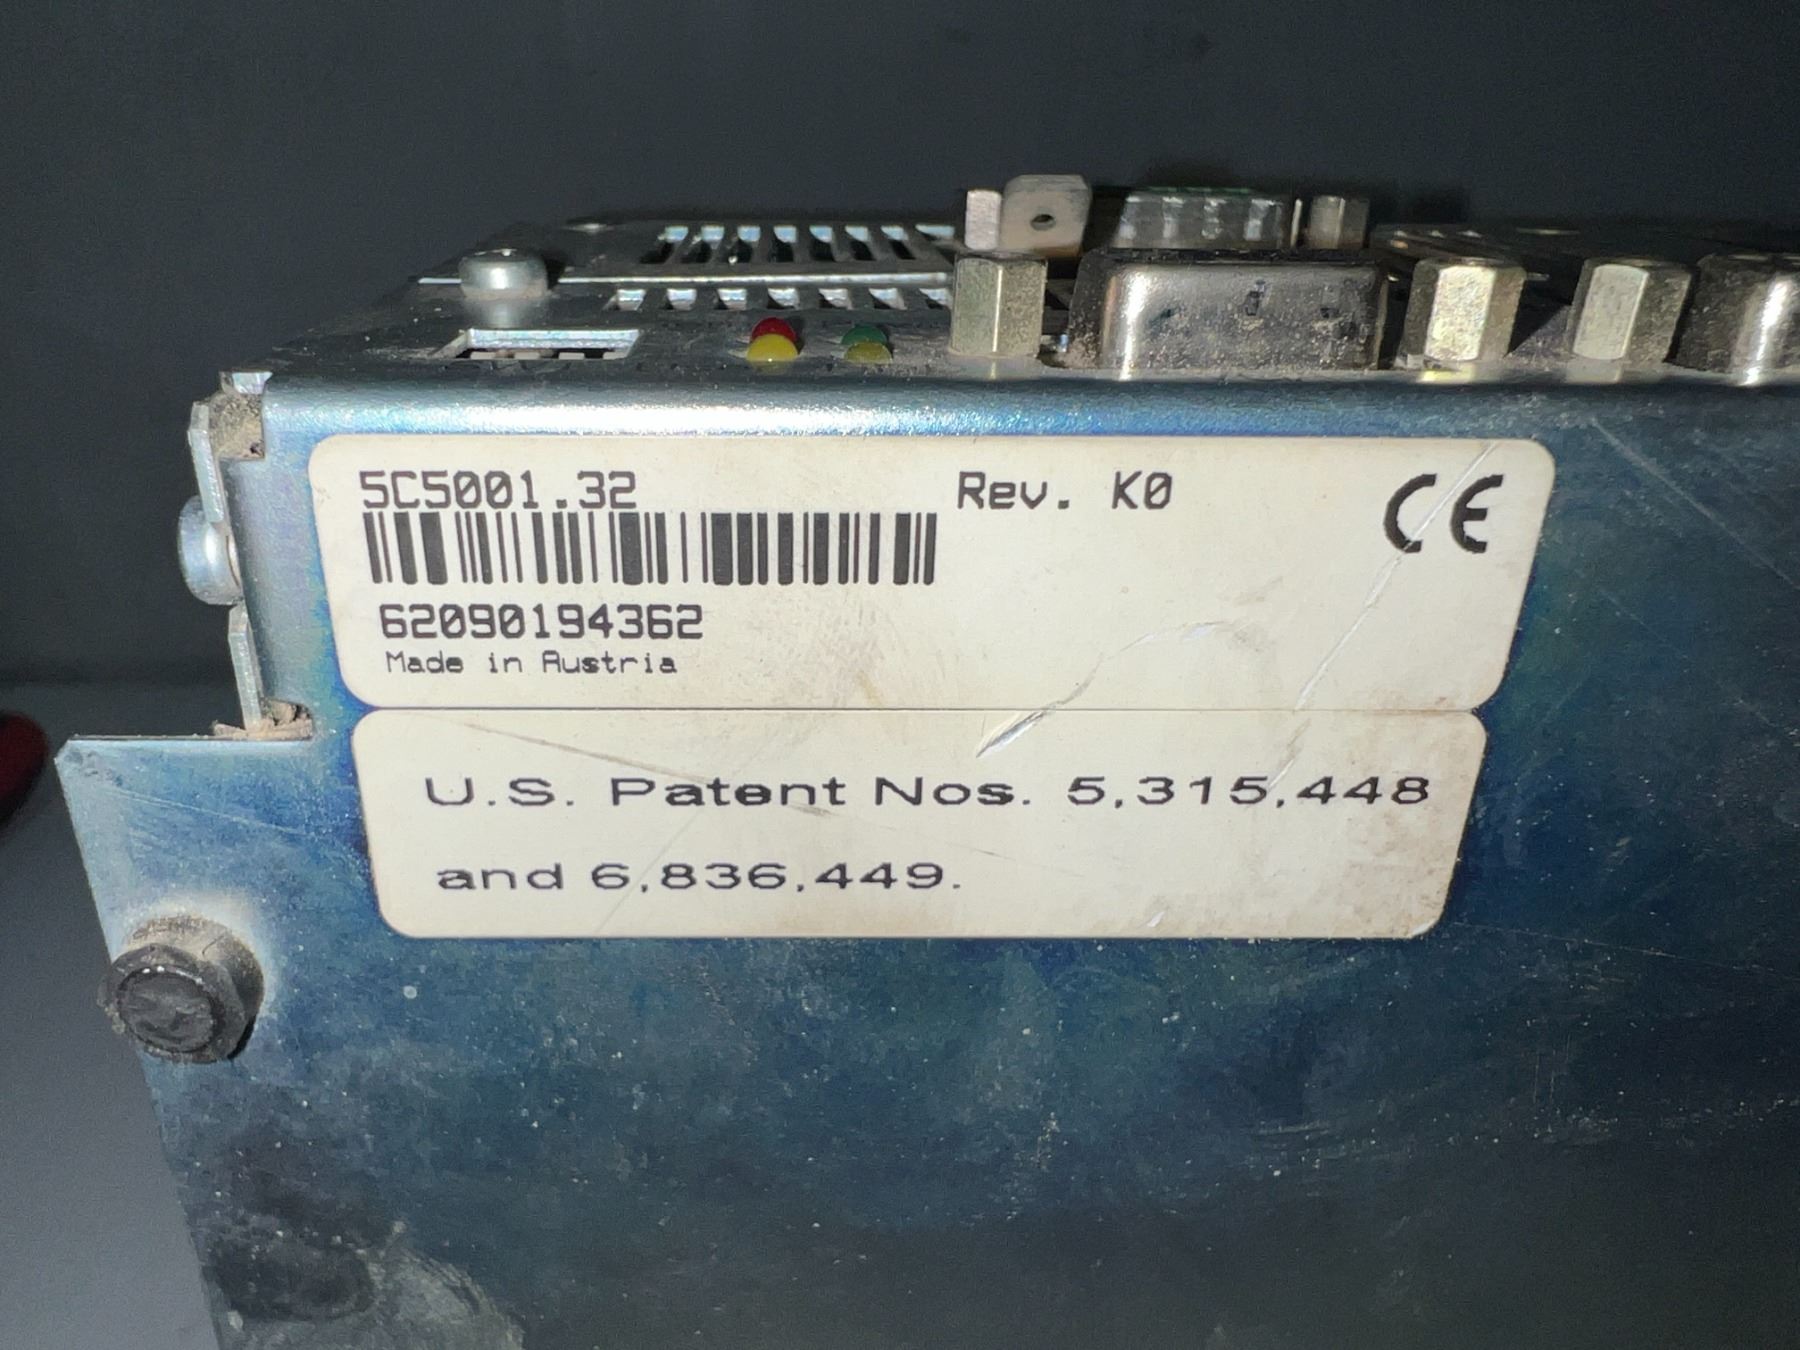 5C5001.32 Rev. K0 CE
62090194362
Made in Austria
U.S. Patent Nos. 5,315,448
and 6,836,449.